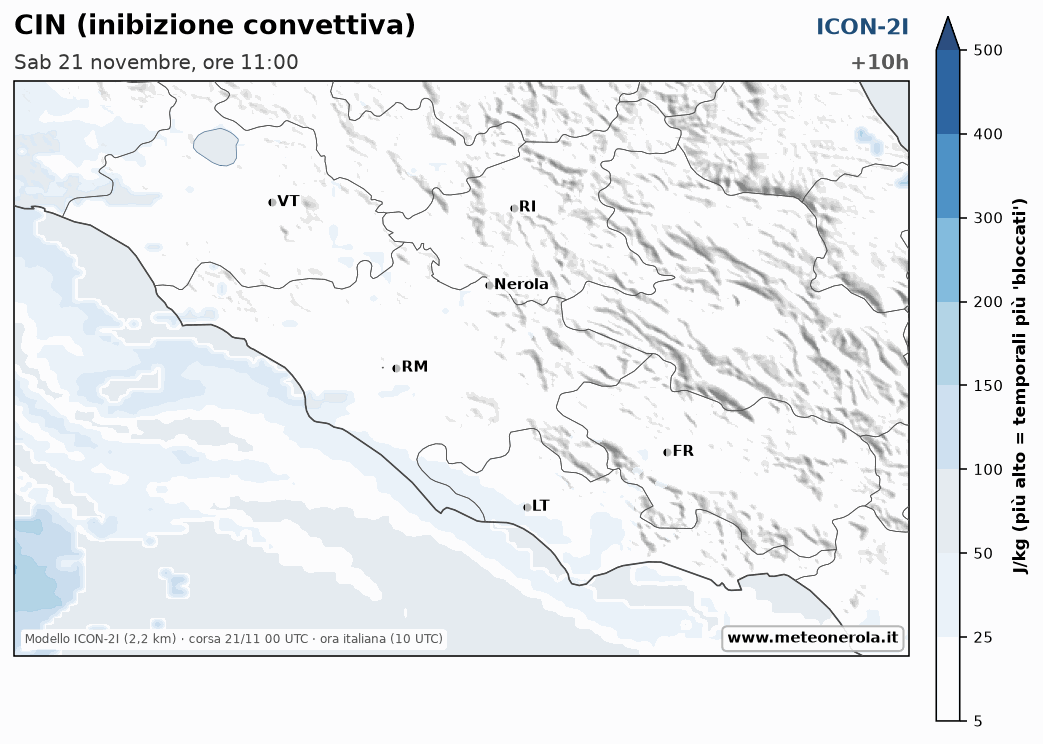 CIN (inibizione convettiva)
ICON-2I
Sab 21 novembre, ore 11:00
+10h
VT
RI
Nerola
RM
FR
LT
Modello ICON-2I (2,2 km) · corsa 21/11 00 UTC · ora italiana (10 UTC)
www.meteonerola.it
500
400
300
200
150
100
50
25
5
J/kg (più alto = temporali più 'bloccati')